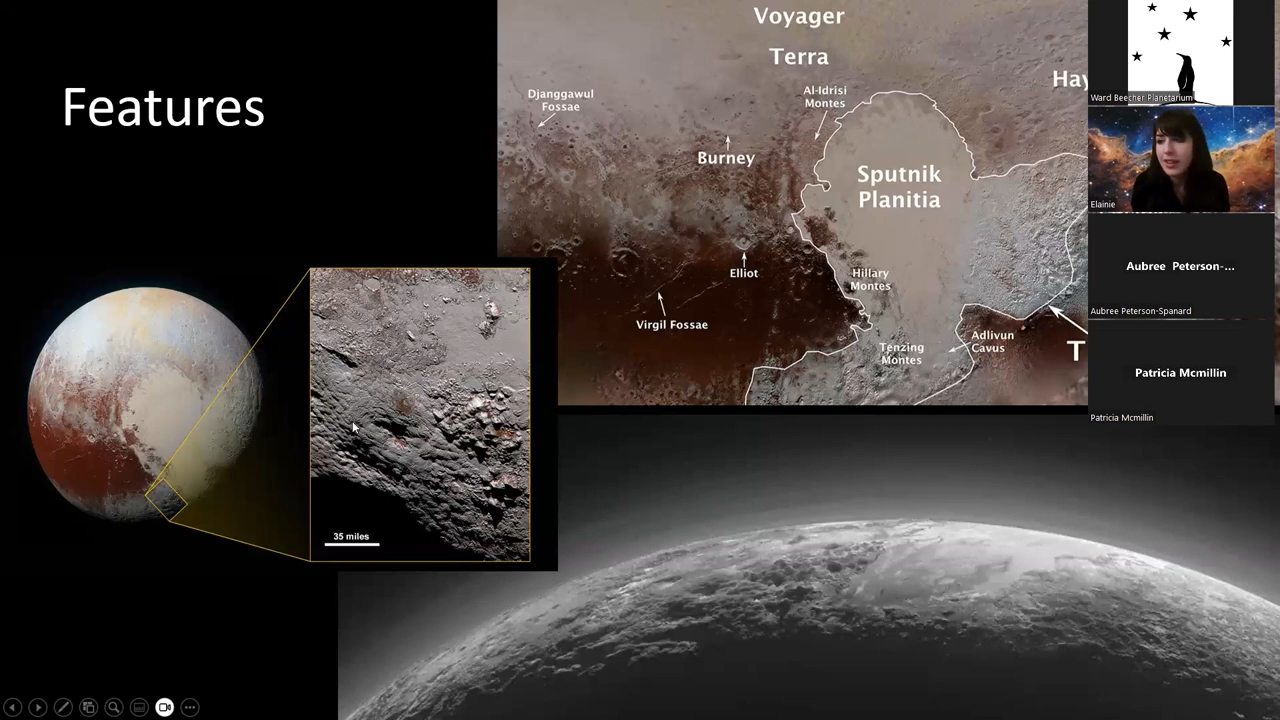 Features
Voyager
Terra
Djanggawul
Fossae
Al-Idrisi
Montes
Hay
Burney
Sputnik
Planitia
Elliot
Hillary
Montes
Virgil Fossae
Tenzing
Montes
Adlivun
Cavus
T
35 miles
Ward Beecher Planetarium
Elainie
Aubree Peterson-...
Aubree Peterson-Spanard
Patricia Mcmillin
Patricia Mcmillin